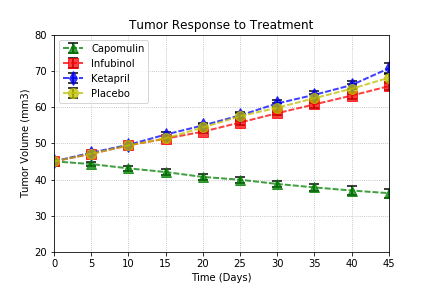 Tumor Response to Treatment
Tumor Volume (mm3)
80
70
60
50
40
30
20
Capomulin
Infubinol
Ketapril
Placebo
0 5 10 15 20 25 30 35 40 45
Time (Days)